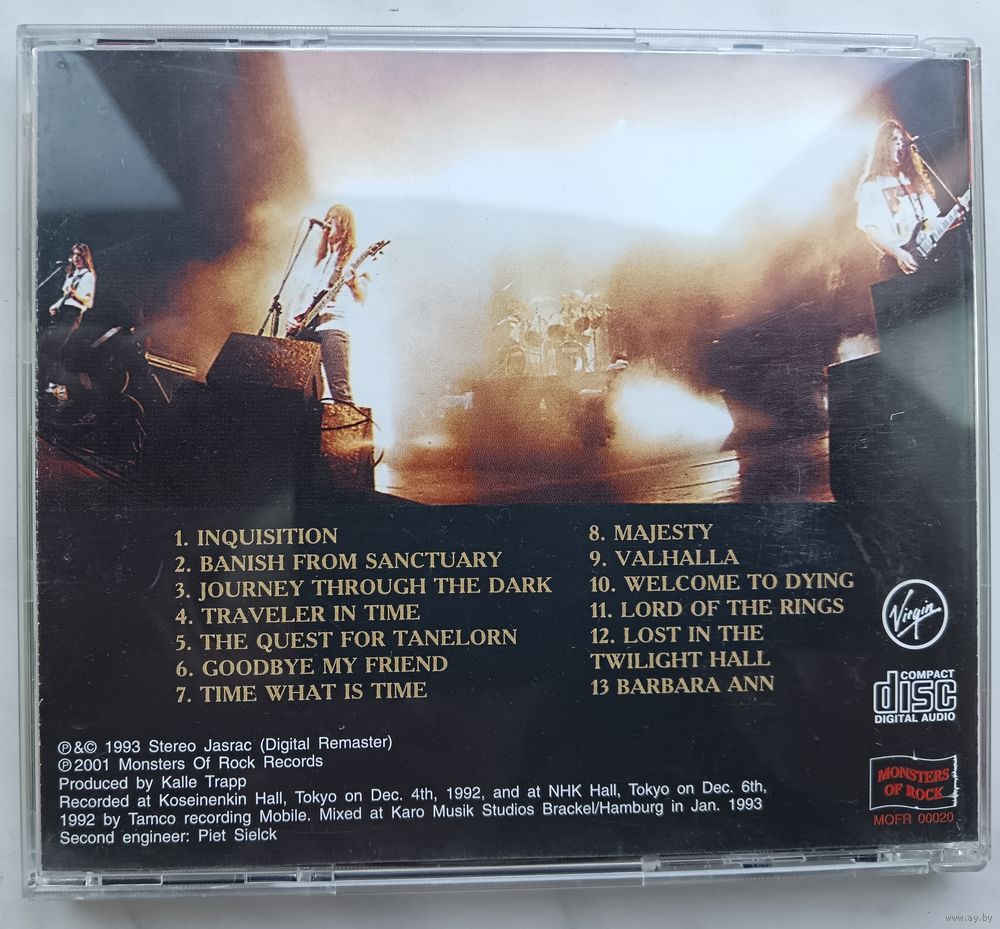 1. INQUISITION
2. BANISH FROM SANCTUARY
3. JOURNEY THROUGH THE DARK
4. TRAVELER IN TIME
5. THE QUEST FOR TANELORN
6. GOODBYE MY FRIEND
7. TIME WHAT IS TIME
8. MAJESTY
9. VALHALLA
10. WELCOME TO DYING
11. LORD OF THE RINGS
12. LOST IN THE
TWILIGHT HALL
13 BARBARA ANN
Virgin
COMPACT
disc
DIGITAL AUDIO
MONSTERS
OF ROCK
MOFR 00020
℗&© 1993 Stereo Jasrac (Digital Remaster)
℗2001 Monsters Of Rock Records
Produced by Kalle Trapp
Recorded at Koseinenkin Hall, Tokyo on Dec. 4th, 1992, and at NHK Hall, Tokyo on Dec. 6th,
1992 by Tamco recording Mobile. Mixed at Karo Musik Studios Brackel/Hamburg in Jan. 1993
Second engineer: Piet Sielck
www.ay.by